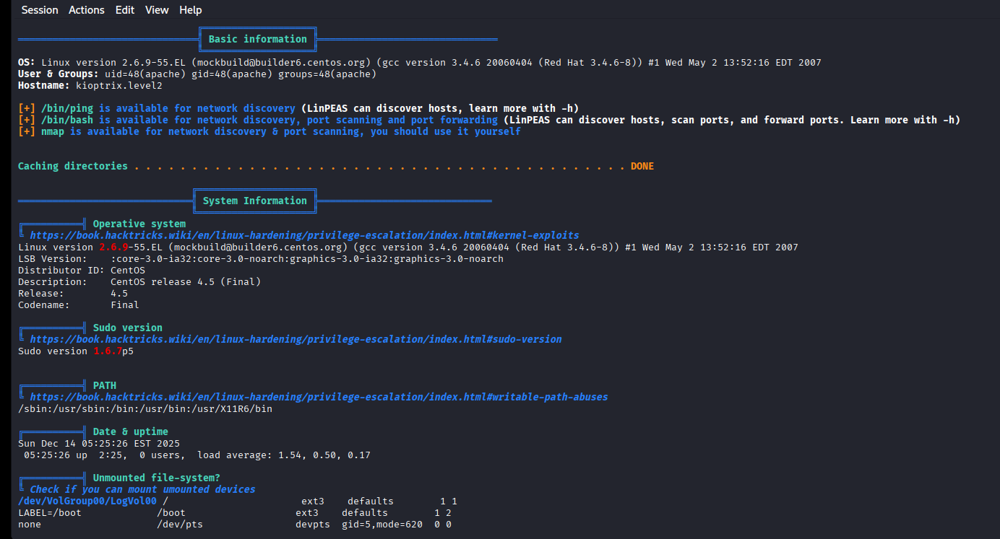 Session Actions Edit View Help
Basic information
OS: Linux version 2.6.9-55.EL (mockbuild@builder6.centos.org) (gcc version 3.4.6 20060404 (Red Hat 3.4.6-8)) #1 Wed May 2 13:52:16 EDT 2007
User & Groups: uid=48(apache) gid=48(apache) groups=48(apache)
Hostname: kioptrix.level2
[+] /bin/ping is available for network discovery (LinPEAS can discover hosts, learn more with -h)
[+] /bin/bash is available for network discovery, port scanning and port forwarding (LinPEAS can discover hosts, scan ports, and forward ports. Learn more with -h)
[+] nmap is available for network discovery & port scanning, you should use it yourself
Caching directories . . . . . . . . . . . . . . . . . . . . . . . . . . . . . . . . . . . . . . . . . . . DONE
System Information
Operative system
https://book.hacktricks.wiki/en/linux-hardening/privilege-escalation/index.html#kernel-exploits
Linux version 2.6.9-55.EL (mockbuild@builder6.centos.org) (gcc version 3.4.6 20060404 (Red Hat 3.4.6-8)) #1 Wed May 2 13:52:16 EDT 2007
LSB Version:    :core-3.0-ia32:core-3.0-noarch:graphics-3.0-ia32:graphics-3.0-noarch
Distributor ID: CentOS
Description:    CentOS release 4.5 (Final)
Release:        4.5
Codename:       Final
Sudo version
https://book.hacktricks.wiki/en/linux-hardening/privilege-escalation/index.html#sudo-version
Sudo version 1.6.7p5
PATH
https://book.hacktricks.wiki/en/linux-hardening/privilege-escalation/index.html#writable-path-abuses
/sbin:/usr/sbin:/bin:/usr/bin:/usr/X11R6/bin
Date & uptime
Sun Dec 14 05:25:26 EST 2025
05:25:26 up  2:25,  0 users,  load average: 1.54, 0.50, 0.17
Unmounted file-system?
Check if you can mount umounted devices
/dev/VolGroup00/LogVol00 /                       ext3    defaults        1 1
LABEL=/boot             /boot                   ext3    defaults        1 2
none                    /dev/pts                devpts  gid=5,mode=620  0 0